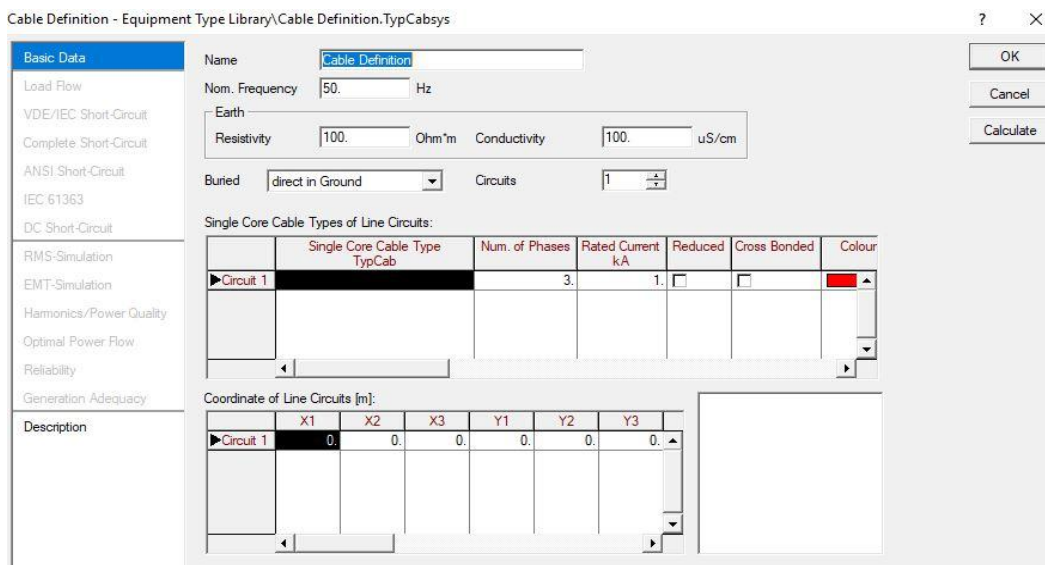 Cable Definition - Equipment Type Library\Cable Definition.TypCabsys ? ×
Basic Data
Load Flow
VDE/IEC Short-Circuit
Complete Short-Circuit
ANSI Short-Circuit
IEC 61363
DC Short-Circuit
RMS-Simulation
EMT-Simulation
Harmonics/Power Quality
Optimal Power Flow
Reliability
Generation Adequacy
Description
Name Cable Definition
Nom. Frequency 50. Hz
Earth
Resistivity 100. Ohm*m Conductivity 100. uS/cm
Buried direct in Ground Circuits 1
Single Core Cable Types of Line Circuits:
Single Core Cable Type Num. of Phases Rated Current Reduced Cross Bonded Colour
TypCab kA
Circuit 1 3. 1.
Coordinate of Line Circuits [m]:
X1 X2 X3 Y1 Y2 Y3
Circuit 1 0. 0. 0. 0. 0. 0.
OK
Cancel
Calculate